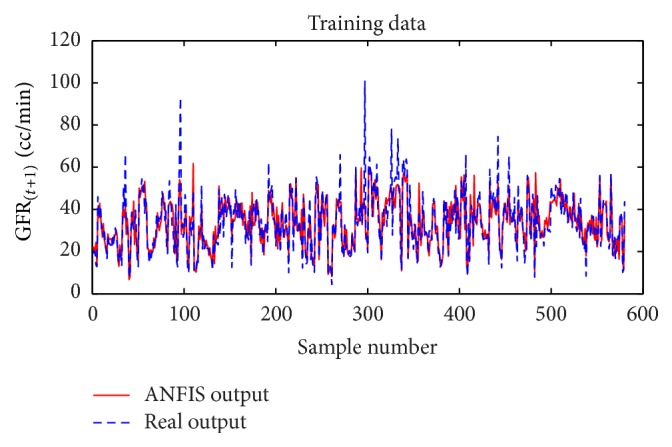 Training data
120
100
80
60
40
20
0
GFR(t+1) (cc/min)
0 100 200 300 400 500 600
Sample number
ANFIS output
Real output